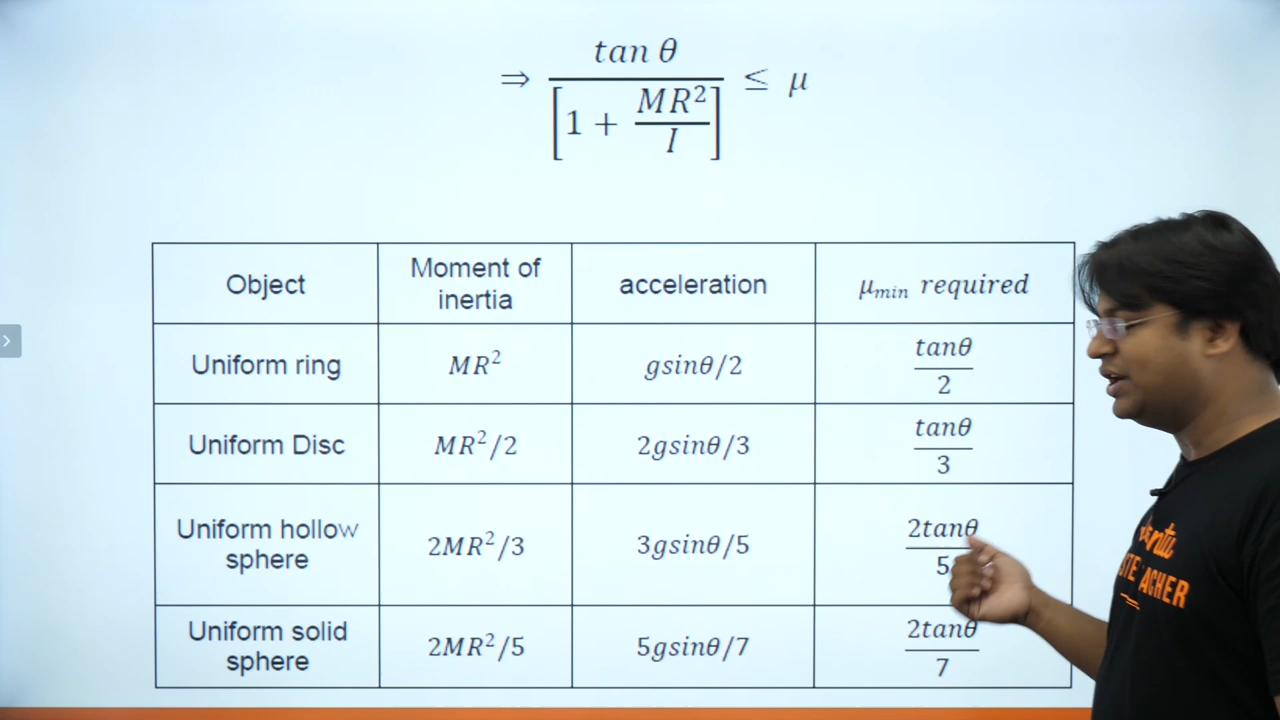 ⇒ tan θ / [1 + MR²/I] ≤ μ
Object
Moment of
inertia
acceleration
μ_min required
Uniform ring
MR²
gsinθ/2
tanθ
2
Uniform Disc
MR²/2
2gsinθ/3
tanθ
3
Uniform hollow
sphere
2MR²/3
3gsinθ/5
2tanθ
5
Uniform solid
sphere
2MR²/5
5gsinθ/7
2tanθ
7